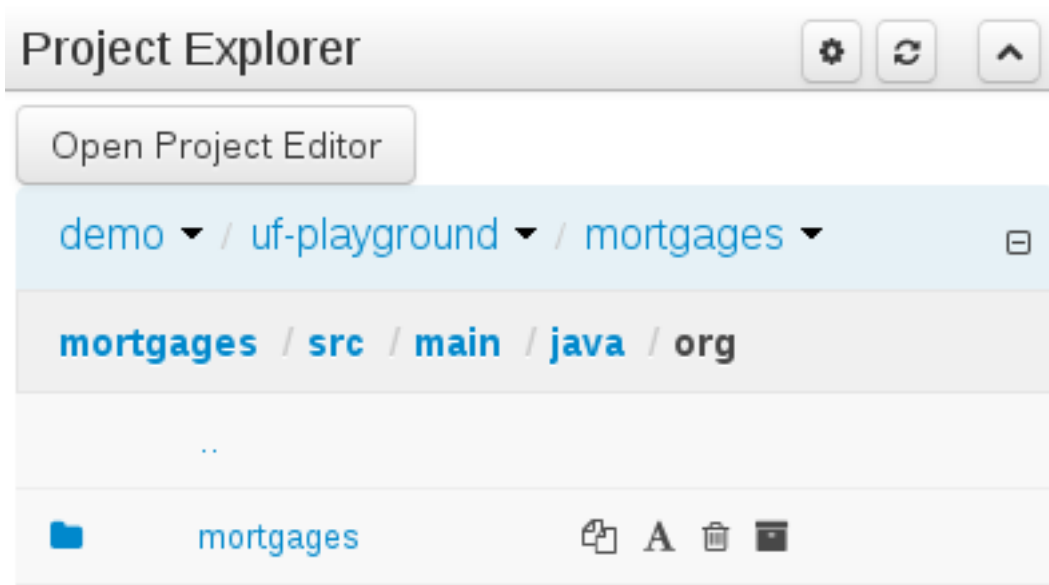 Project Explorer
Open Project Editor
demo / uf-playground / mortgages
mortgages / src / main / java / org
..
mortgages